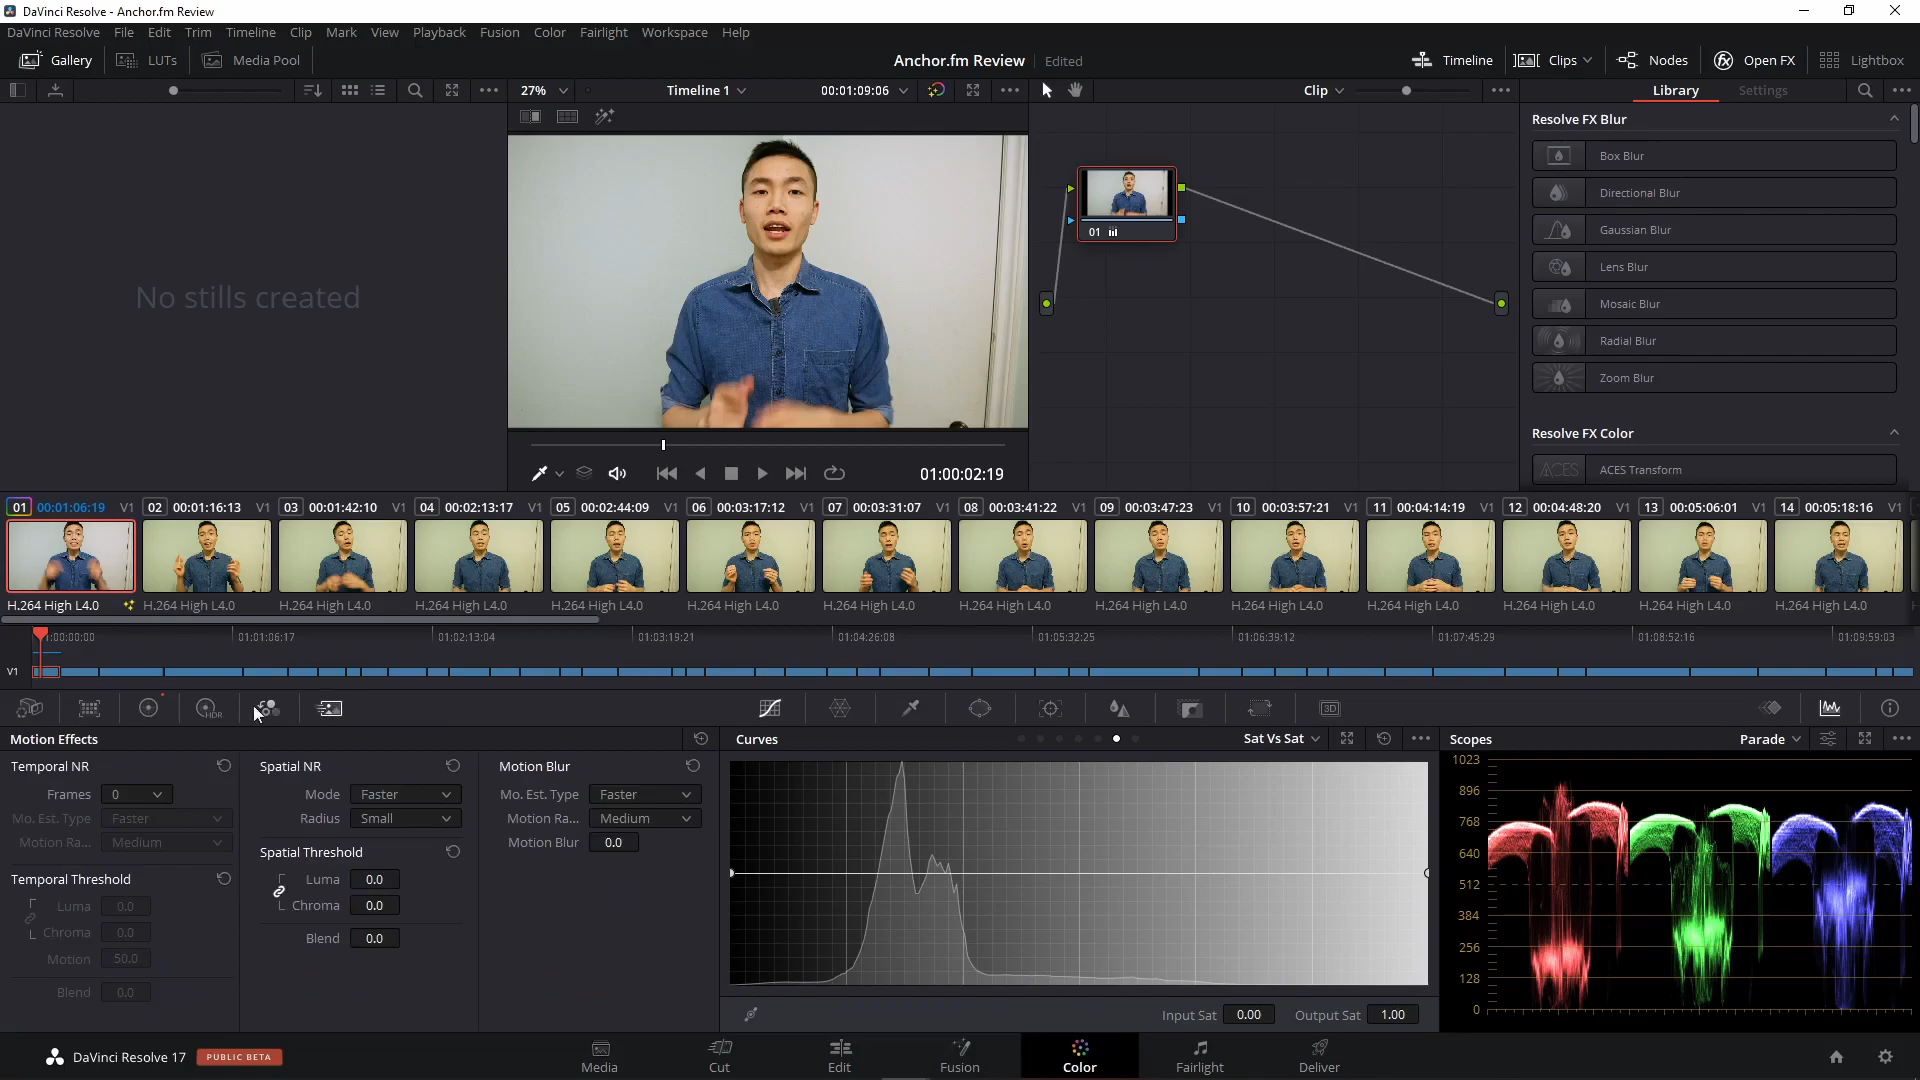 DaVinci Resolve - Anchor.fm Review
DaVinci Resolve File Edit Trim Timeline Clip Mark View Playback Fusion Color Fairlight Workspace Help
Gallery LUTs Media Pool Anchor.fm Review Edited Timeline Clips Nodes Open FX Lightbox
27% Timeline 1 00:01:09:06 Clip Library Settings
No stills created
Resolve FX Blur
Box Blur
Directional Blur
Gaussian Blur
Lens Blur
Mosaic Blur
Radial Blur
Zoom Blur
Resolve FX Color
ACES ACES Transform
01 iii
01:00:02:19
01 00:01:06:19 V1 02 00:01:16:13 V1 03 00:01:42:10 V1 04 00:02:13:17 V1 05 00:02:44:09 V1 06 00:03:17:12 V1 07 00:03:31:07 V1 08 00:03:41:22 V1 09 00:03:47:23 V1 10 00:03:57:21 V1 11 00:04:14:19 V1 12 00:04:48:20 V1 13 00:05:06:01 V1 14 00:05:18:16 V1
H.264 High L4.0 H.264 High L4.0 H.264 High L4.0 H.264 High L4.0 H.264 High L4.0 H.264 High L4.0 H.264 High L4.0 H.264 High L4.0 H.264 High L4.0 H.264 High L4.0 H.264 High L4.0 H.264 High L4.0 H.264 High L4.0 H.264 High L4.0
1:00:00:00 01:01:06:17 01:02:13:04 01:03:19:21 01:04:26:08 01:05:32:25 01:06:39:12 01:07:45:29 01:08:52:16 01:09:59:03
V1
HDR 3D
Motion Effects
Temporal NR
Frames 0
Mo. Est. Type Faster
Motion Ra... Medium
Temporal Threshold
Luma 0.0
Chroma 0.0
Motion 50.0
Blend 0.0
Spatial NR
Mode Faster
Radius Small
Spatial Threshold
Luma 0.0
Chroma 0.0
Blend 0.0
Motion Blur
Mo. Est. Type Faster
Motion Ra... Medium
Motion Blur 0.0
Curves Sat Vs Sat
Input Sat 0.00 Output Sat 1.00
Scopes Parade
1023
896
768
640
512
384
256
128
0
DaVinci Resolve 17 PUBLIC BETA
Media Cut Edit Fusion Color Fairlight Deliver